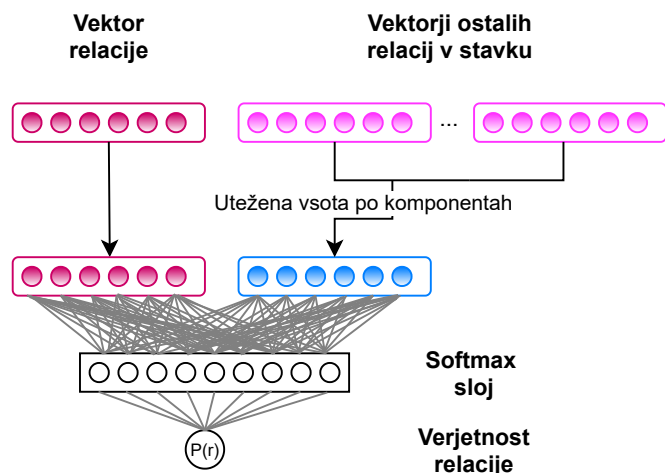 Vektor
relacije
Vektorji ostalih
relacij v stavku
...
Utežena vsota po komponentah
Softmax
sloj
P(r)
Verjetnost
relacije